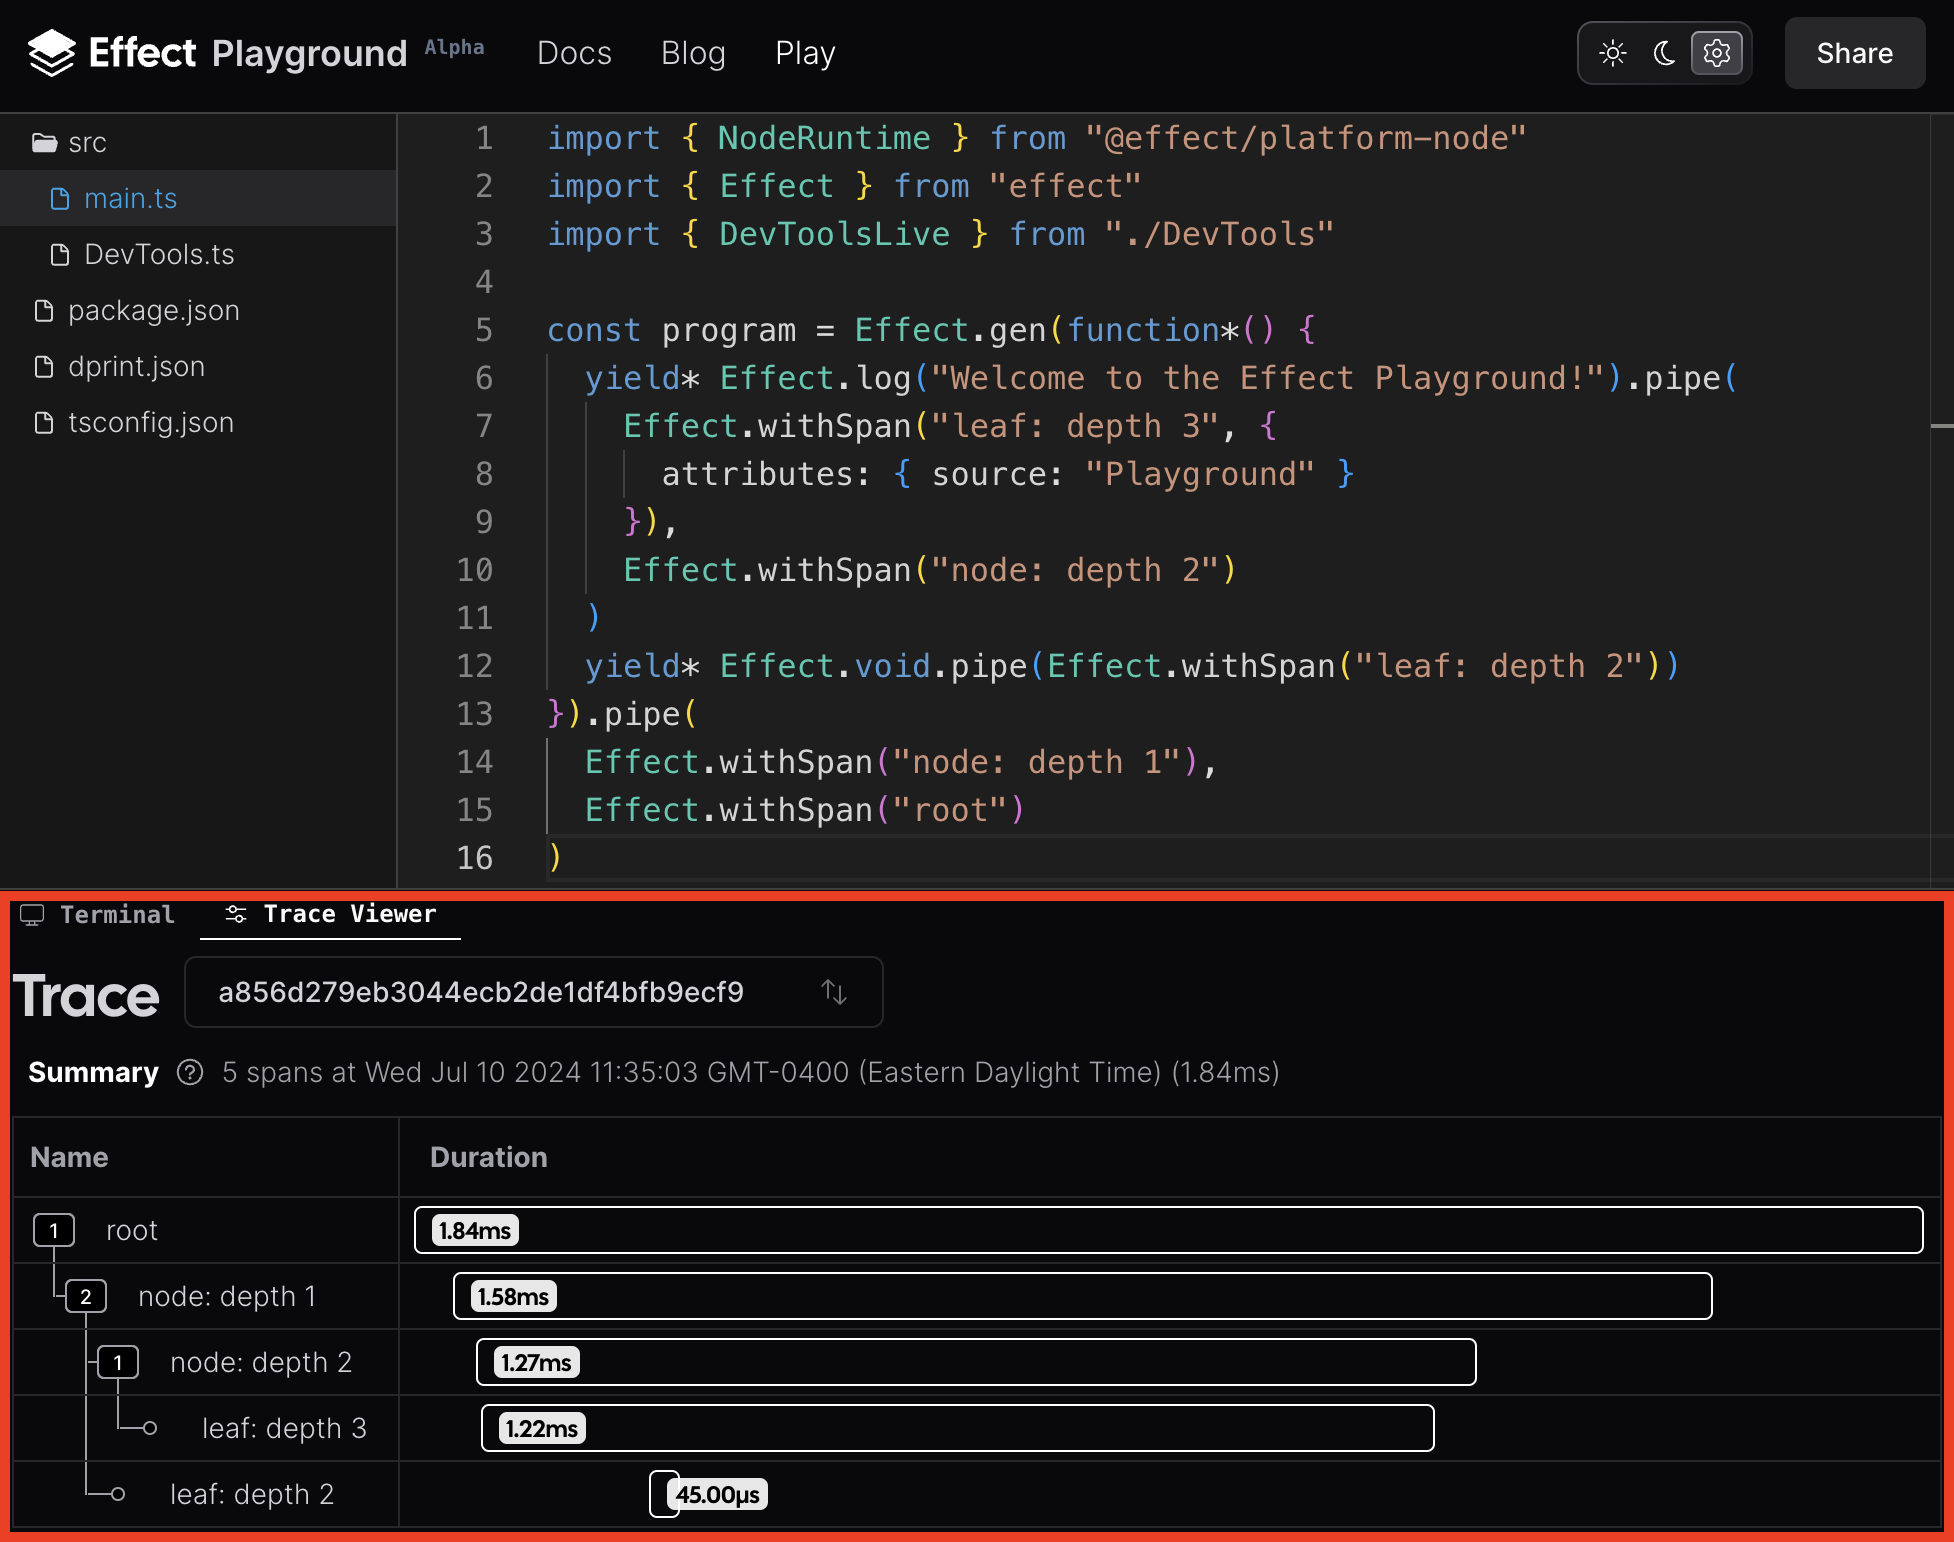 Effect Playground Alpha Docs Blog Play Share
src
main.ts
DevTools.ts
package.json
dprint.json
tsconfig.json
1 import { NodeRuntime } from "@effect/platform-node"
2 import { Effect } from "effect"
3 import { DevToolsLive } from "./DevTools"
4
5 const program = Effect.gen(function*() {
6 yield* Effect.log("Welcome to the Effect Playground!").pipe(
7 Effect.withSpan("leaf: depth 3", {
8 attributes: { source: "Playground" }
9 }),
10 Effect.withSpan("node: depth 2")
11 )
12 yield* Effect.void.pipe(Effect.withSpan("leaf: depth 2"))
13 }).pipe(
14 Effect.withSpan("node: depth 1"),
15 Effect.withSpan("root")
16 )
Terminal Trace Viewer
Trace a856d279eb3044ecb2de1df4bfb9ecf9
Summary ? 5 spans at Wed Jul 10 2024 11:35:03 GMT-0400 (Eastern Daylight Time) (1.84ms)
Name Duration
1 root 1.84ms
2 node: depth 1 1.58ms
1 node: depth 2 1.27ms
leaf: depth 3 1.22ms
leaf: depth 2 45.00µs